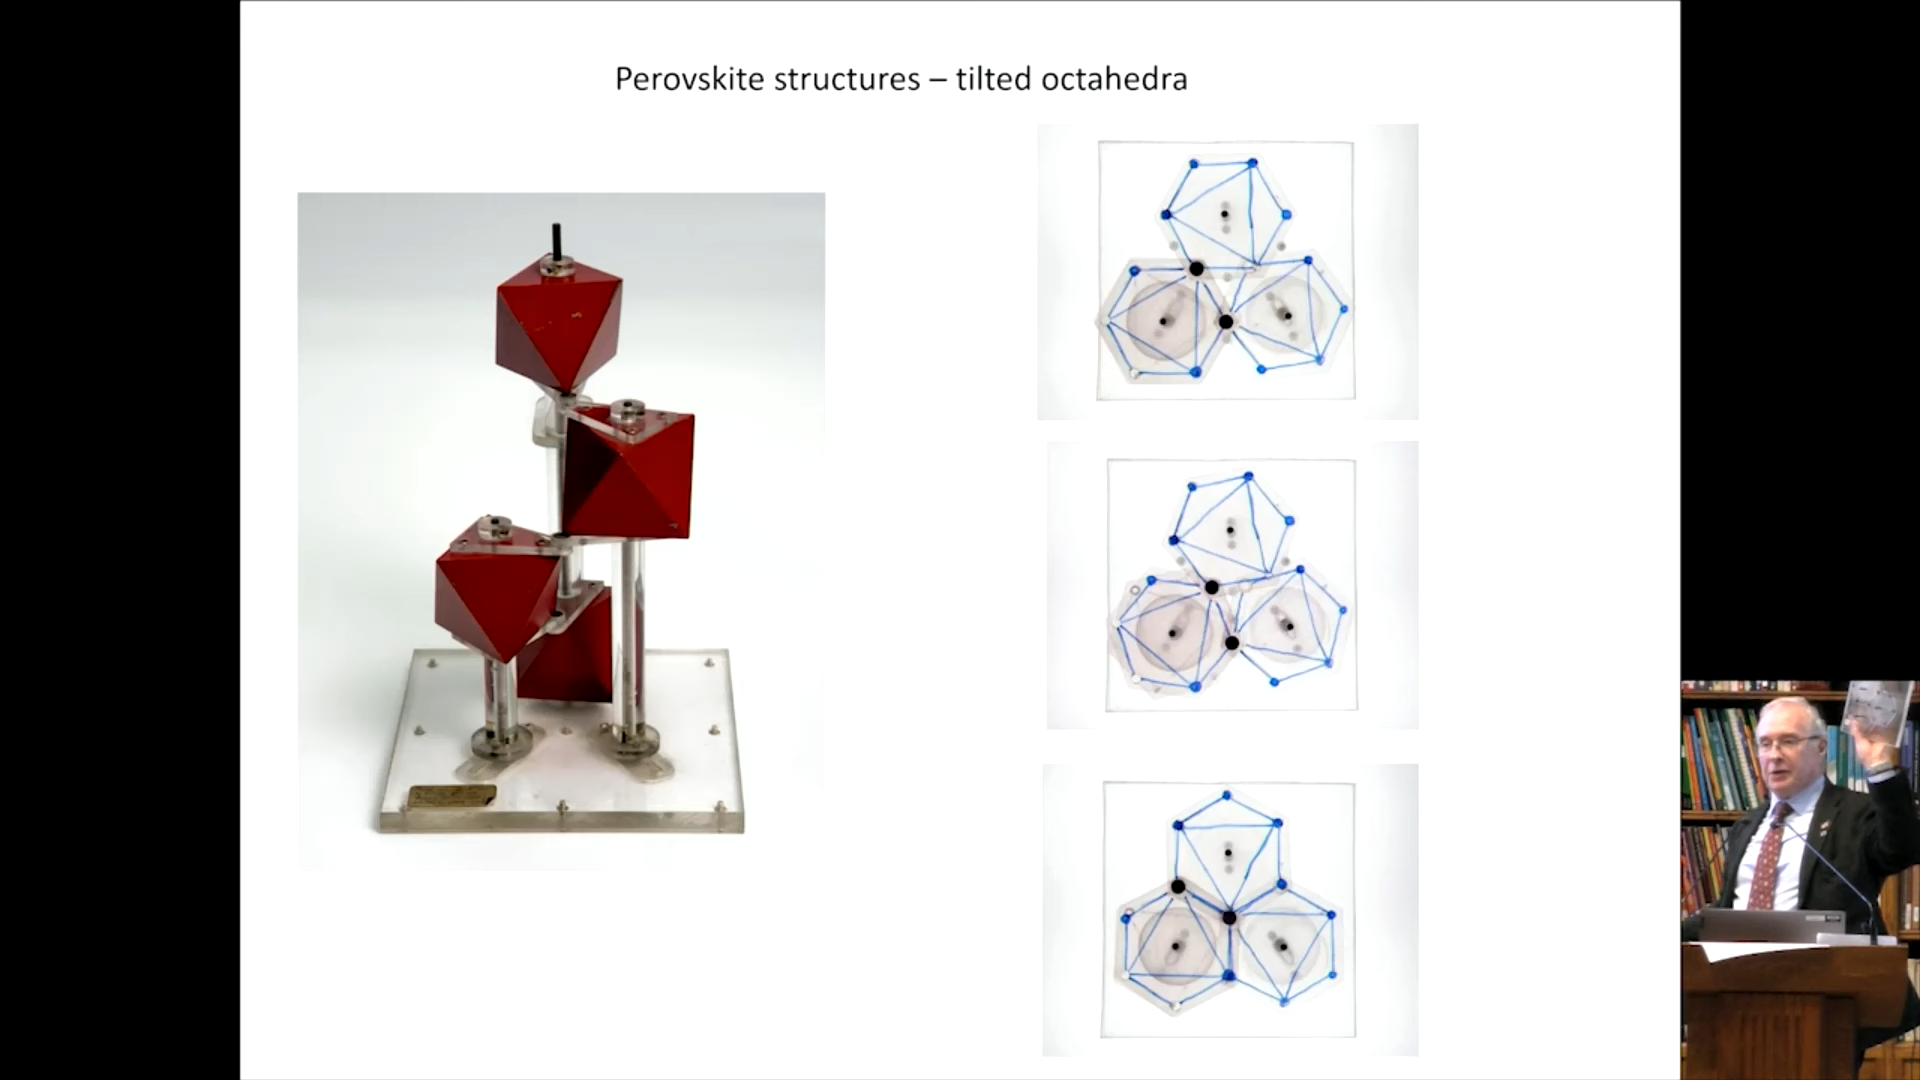 Perovskite structures – tilted octahedra